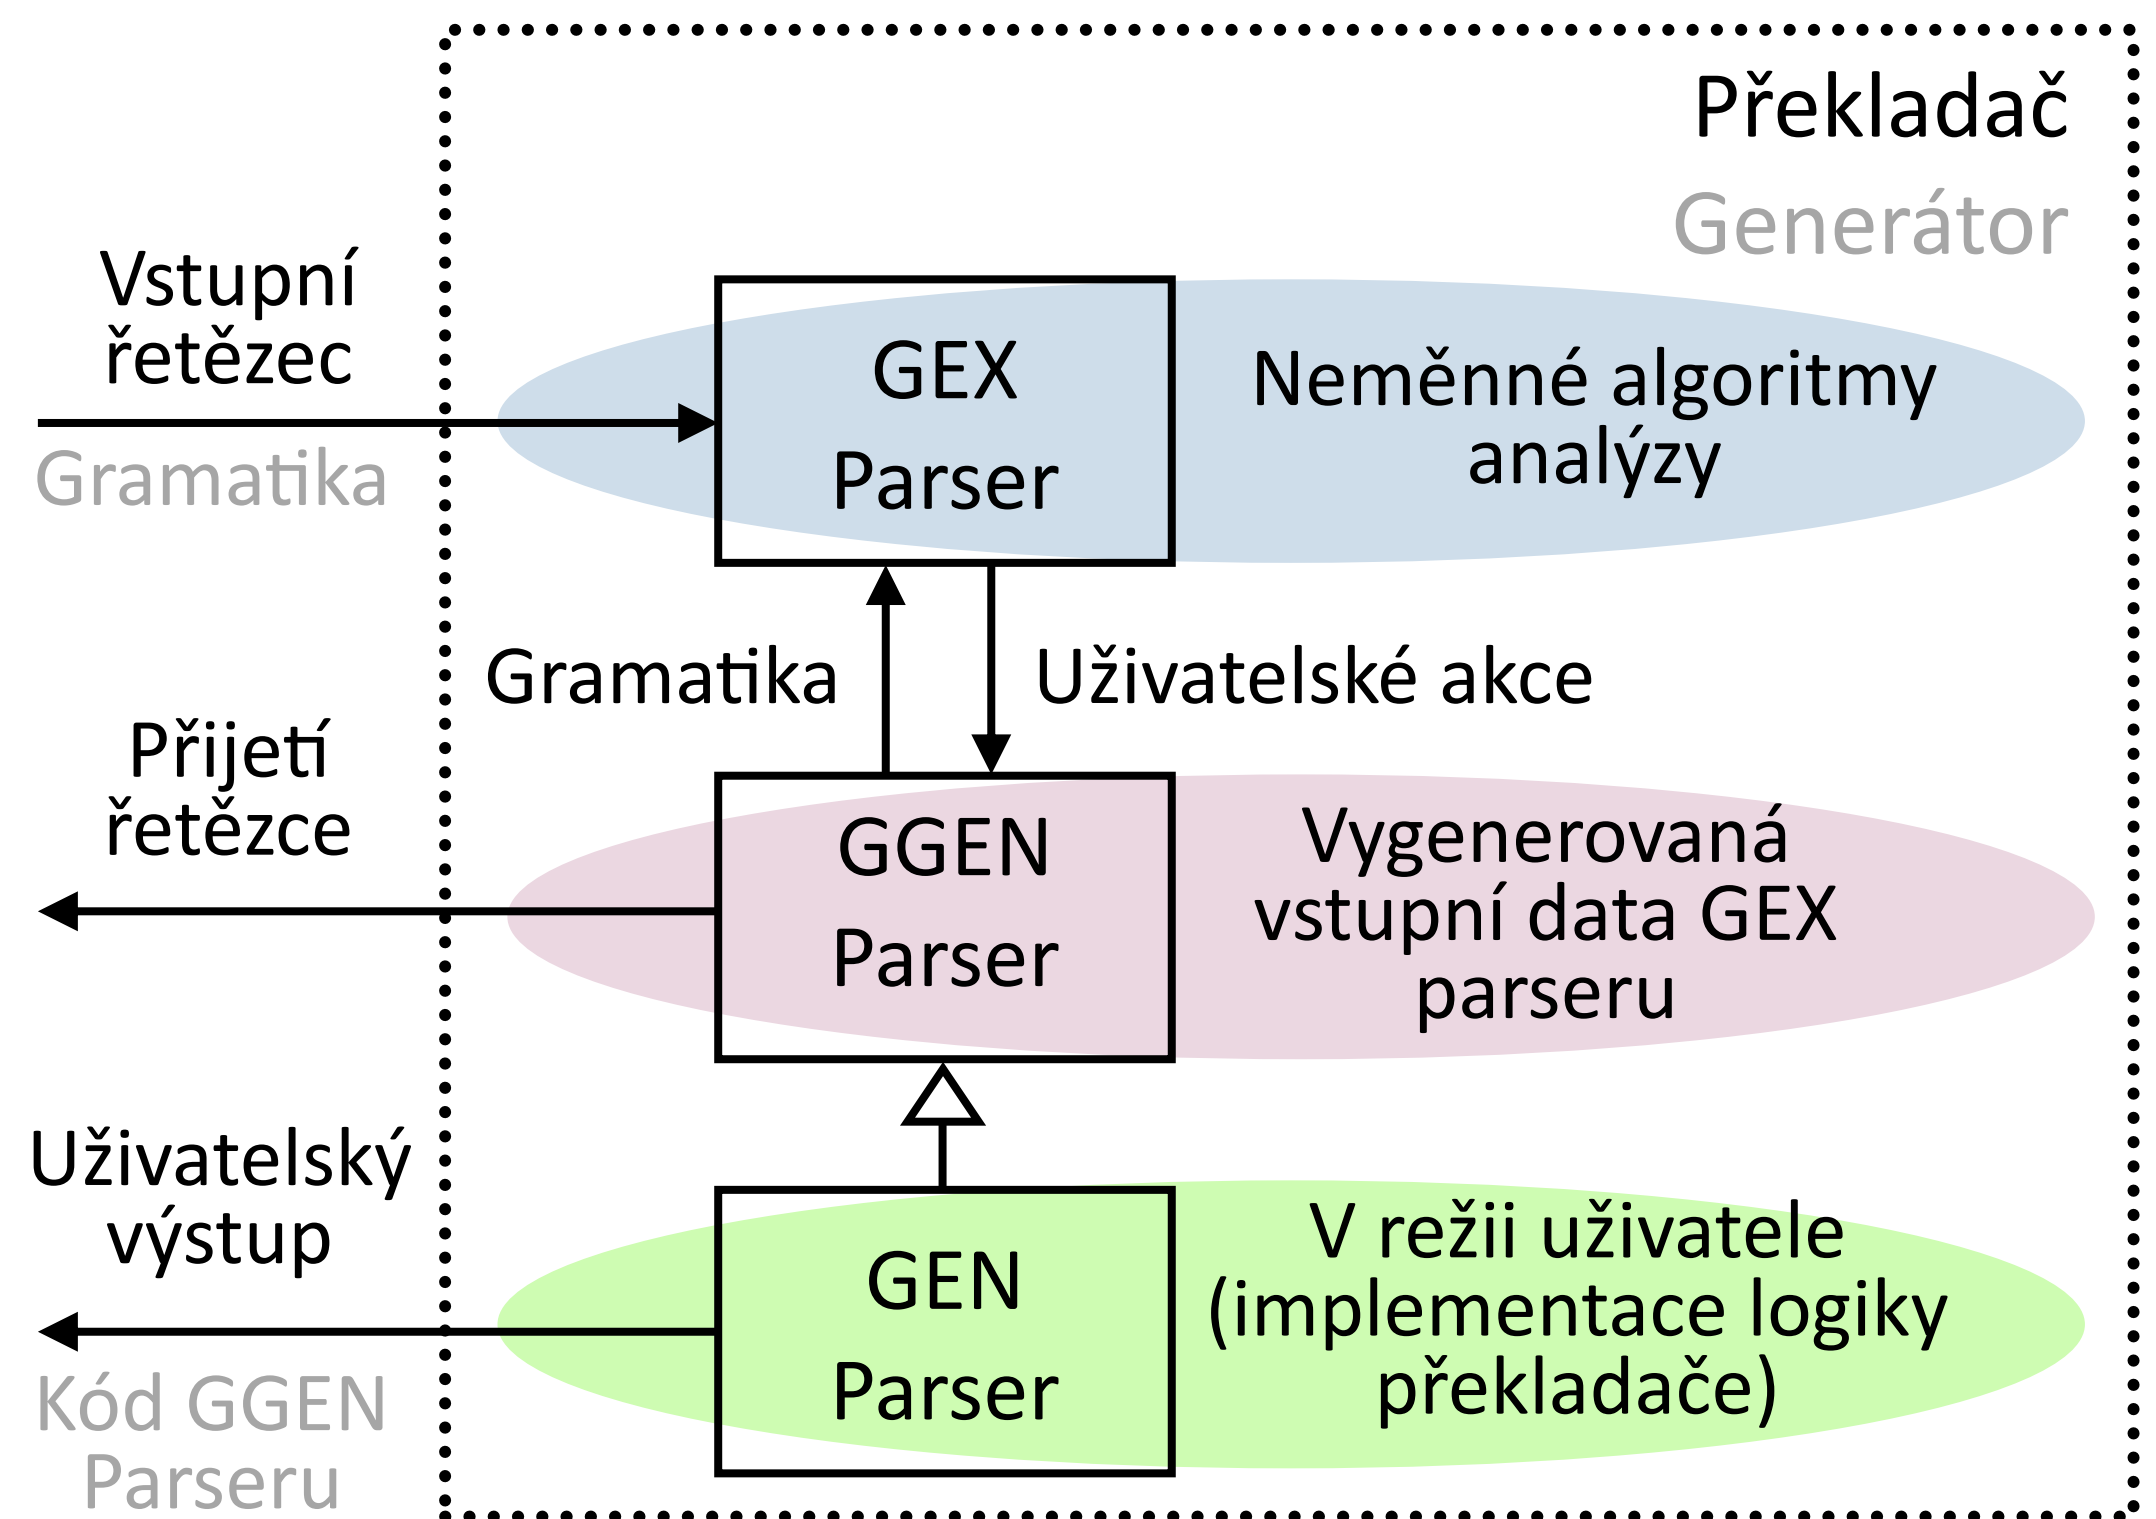 Překladač
Generátor
Vstupní
řetězec
Gramatika
GEX
Parser
Neměnné algoritmy
analýzy
Gramatika
Uživatelské akce
Přijetí
řetězce
GGEN
Parser
Vygenerovaná
vstupní data GEX
parseru
Uživatelský
výstup
Kód GGEN
Parseru
GEN
Parser
V režii uživatele
(implementace logiky
překladače)